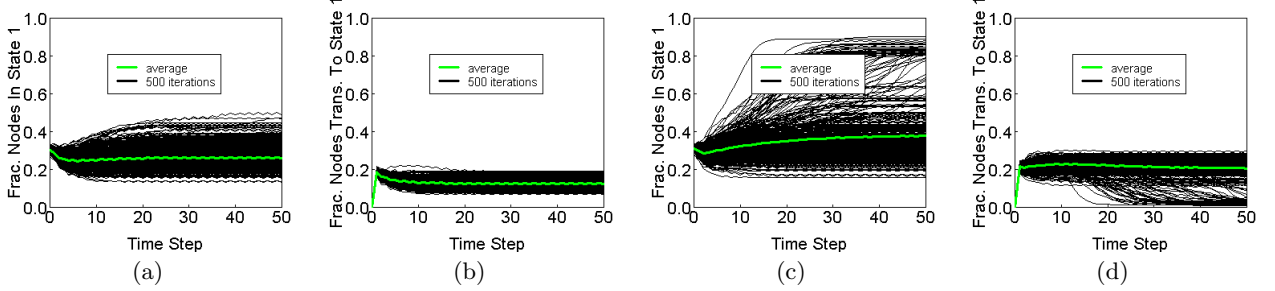 Frac. Nodes In State 1
1.0
0.8
0.6
0.4
0.2
0.0
average
500 iterations
0 10 20 30 40 50
Time Step
(a)
Frac. Nodes Trans. To State 1
1.0
0.8
0.6
0.4
0.2
0.0
average
500 iterations
0 10 20 30 40 50
Time Step
(b)
Frac. Nodes In State 1
1.0
0.8
0.6
0.4
0.2
0.0
average
500 iterations
0 10 20 30 40 50
Time Step
(c)
Frac. Nodes Trans. To State 1
1.0
0.8
0.6
0.4
0.2
0.0
average
500 iterations
0 10 20 30 40 50
Time Step
(d)